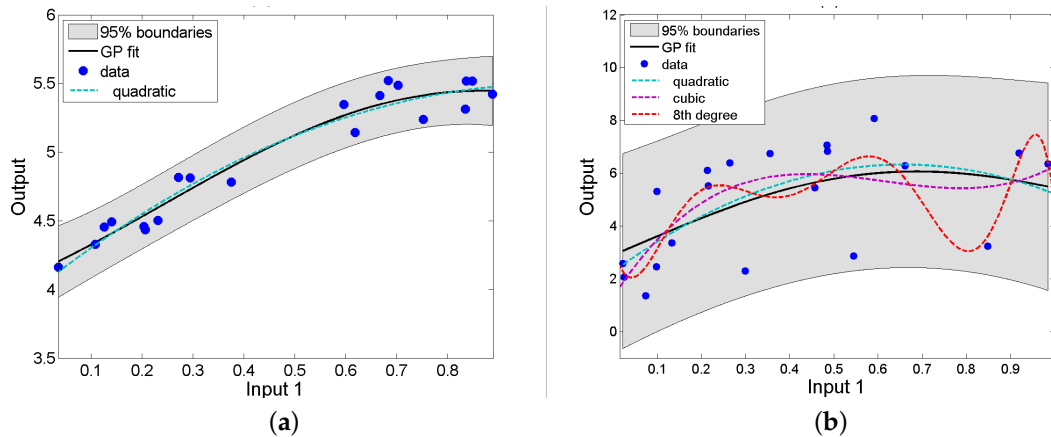 6
5.5
5
4.5
4
3.5
Output
95% boundaries
GP fit
data
quadratic
0.1 0.2 0.3 0.4 0.5 0.6 0.7 0.8
Input 1
(a)
12
10
8
6
4
2
0
Output
95% boundaries
GP fit
data
quadratic
cubic
8th degree
0.1 0.2 0.3 0.4 0.5 0.6 0.7 0.8 0.9
Input 1
(b)